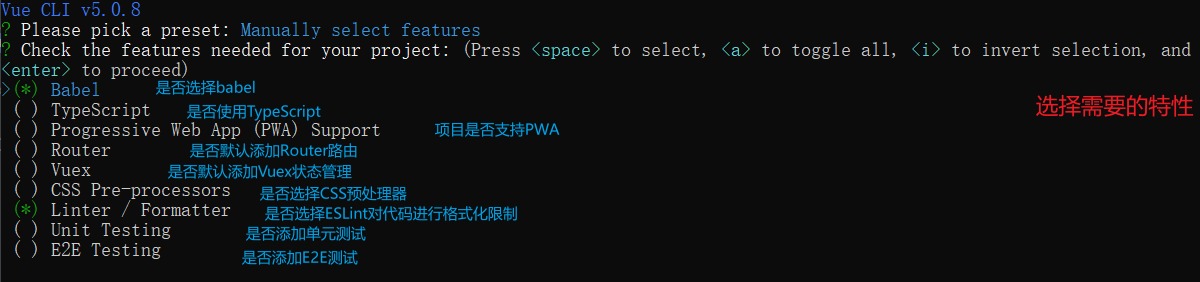 Vue CLI v5.0.8
? Please pick a preset: Manually select features
? Check the features needed for your project: (Press <space> to select, <a> to toggle all, <i> to invert selection, and
<enter> to proceed)
>(*) Babel 是否选择babel
( ) TypeScript 是否使用TypeScript 选择需要的特性
( ) Progressive Web App (PWA) Support 项目是否支持PWA
( ) Router 是否默认添加Router路由
( ) Vuex 是否默认添加Vuex状态管理
( ) CSS Pre-processors 是否选择CSS预处理器
(*) Linter / Formatter 是否选择ESLint对代码进行格式化限制
( ) Unit Testing 是否添加单元测试
( ) E2E Testing 是否添加E2E测试